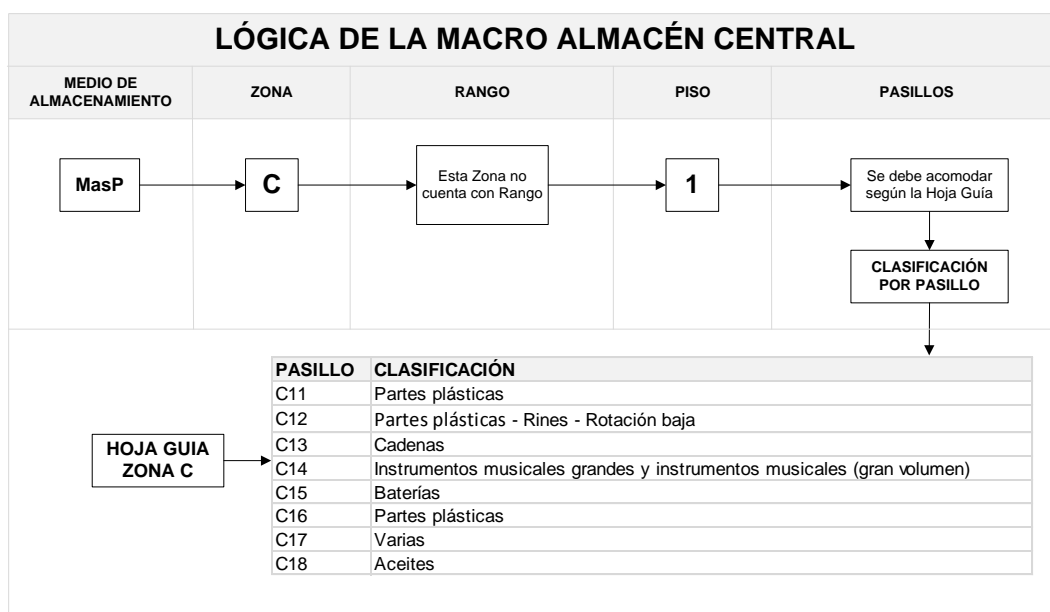 LÓGICA DE LA MACRO ALMACÉN CENTRAL
MEDIO DE
ALMACENAMIENTO
ZONA
RANGO
PISO
PASILLOS
MasP
C
Esta Zona no
cuenta con Rango
1
Se debe acomodar
según la Hoja Guía
CLASIFICACIÓN
POR PASILLO
HOJA GUIA
ZONA C
PASILLO CLASIFICACIÓN
C11 Partes plásticas
C12 Partes plásticas - Rines - Rotación baja
C13 Cadenas
C14 Instrumentos musicales grandes y instrumentos musicales (gran volumen)
C15 Baterías
C16 Partes plásticas
C17 Varias
C18 Aceites